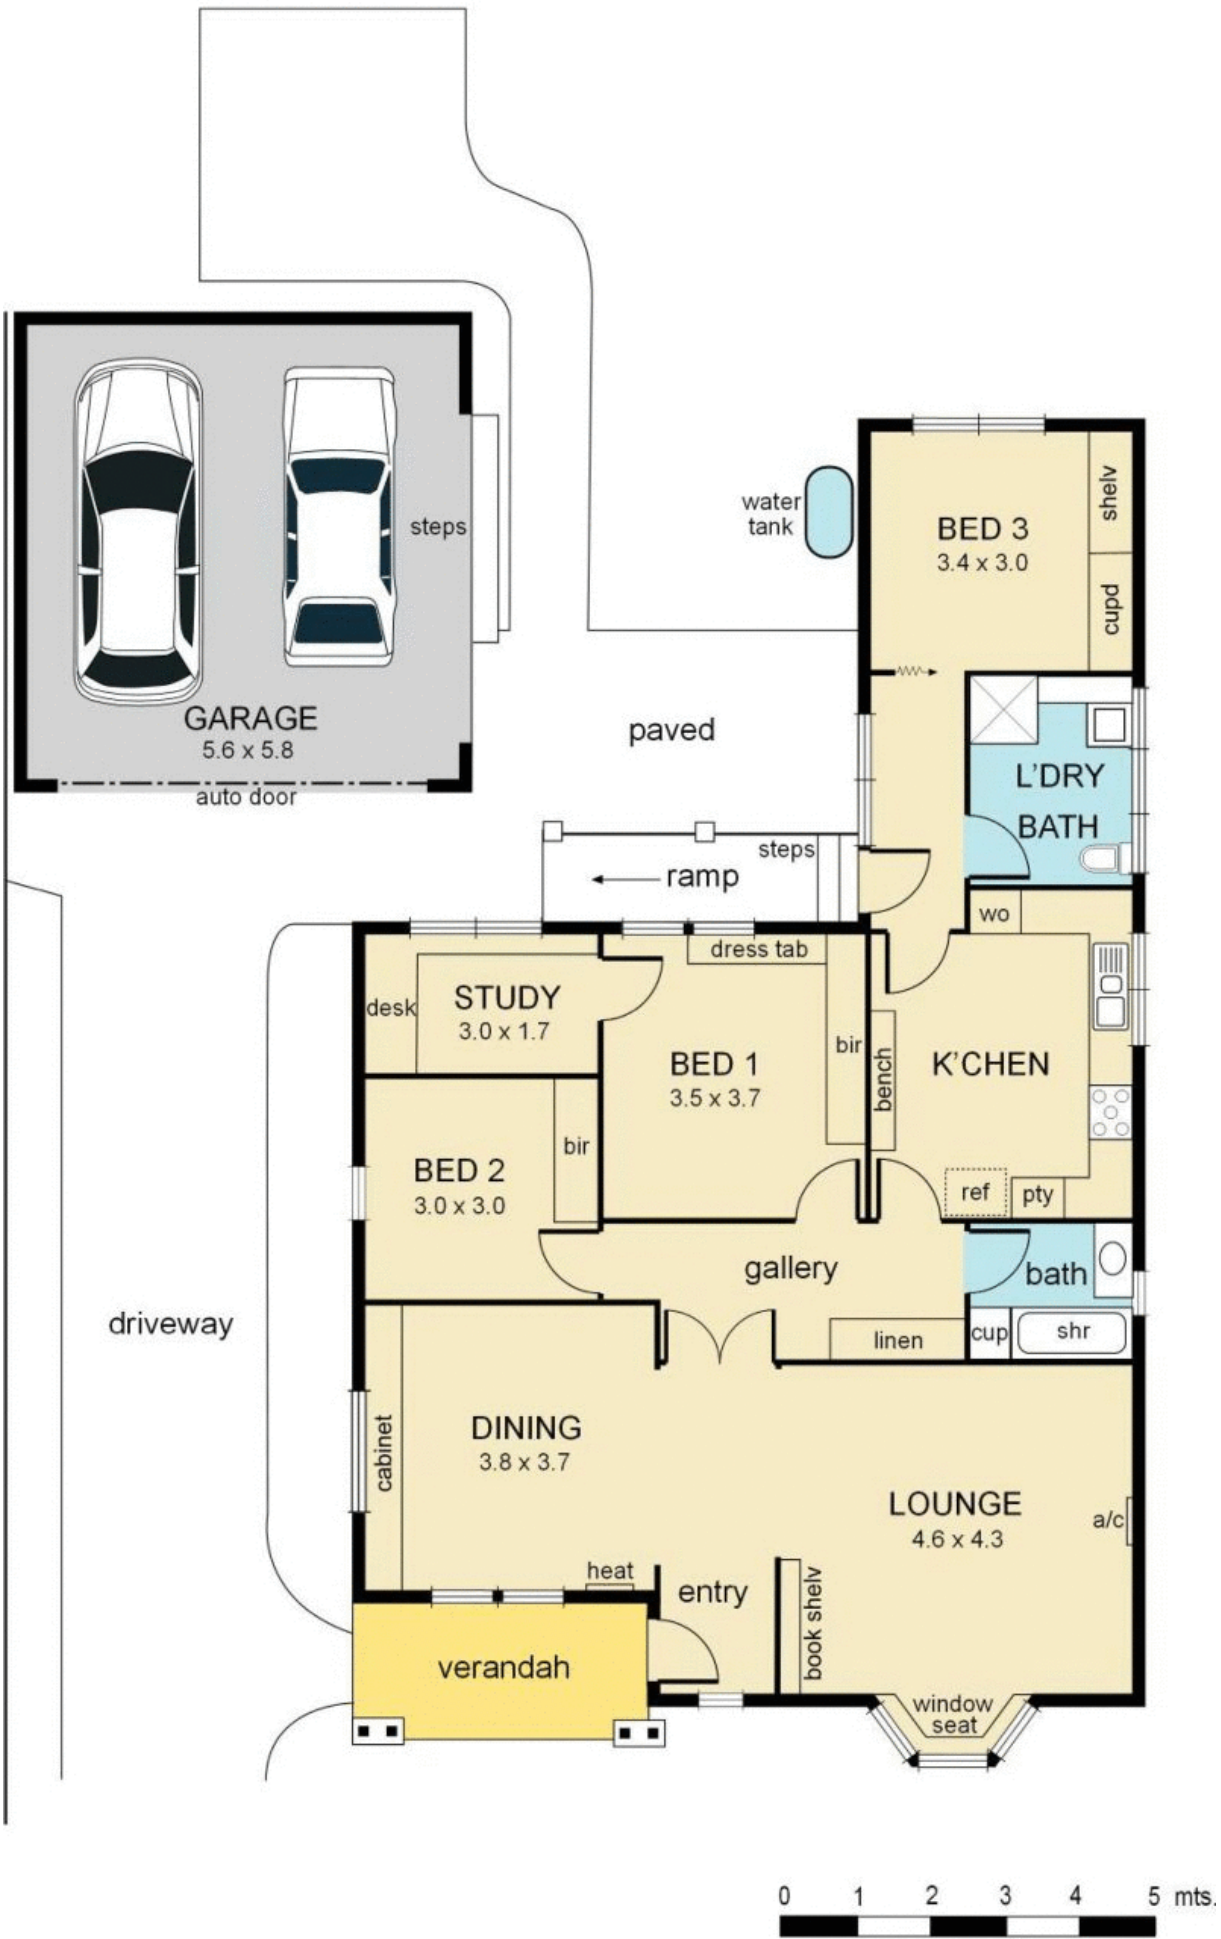 water
tank
BED 3
3.4 x 3.0
shelv
cupd
steps
GARAGE
5.6 x 5.8
auto door
paved
L'DRY
BATH
steps
ramp
wo
dress tab
desk
STUDY
3.0 x 1.7
BED 1
3.5 x 3.7
bir
bench
K'CHEN
BED 2
3.0 x 3.0
bir
ref
pty
gallery
bath
linen
cup
shr
driveway
cabinet
DINING
3.8 x 3.7
LOUNGE
4.6 x 4.3
a/c
heat
entry
book shelv
verandah
window
seat
0 1 2 3 4 5 mts.